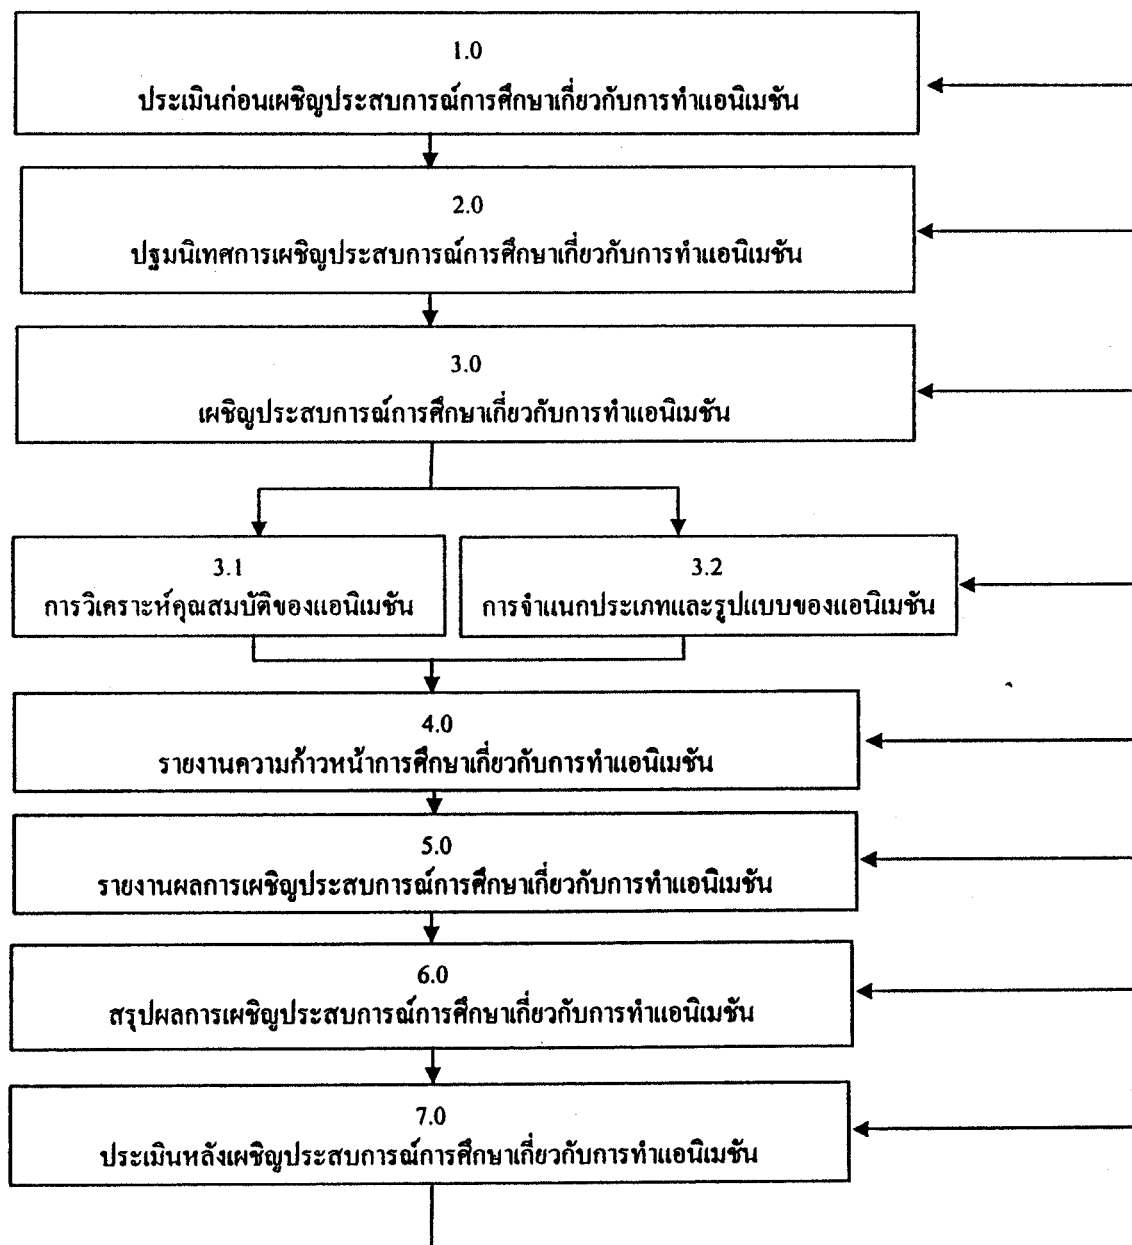 1.0
ประเมินก่อนเผชิญประสบการณ์การศึกษาเกี่ยวกับการทำแอนิเมชัน
2.0
ปฐมนิเทศการเผชิญประสบการณ์การศึกษาเกี่ยวกับการทำแอนิเมชัน
3.0
เผชิญประสบการณ์การศึกษาเกี่ยวกับการทำแอนิเมชัน
3.1
การวิเคราะห์คุณสมบัติของแอนิเมชัน
3.2
การจำแนกประเภทและรูปแบบของแอนิเมชัน
4.0
รายงานความก้าวหน้าการศึกษาเกี่ยวกับการทำแอนิเมชัน
5.0
รายงานผลการเผชิญประสบการณ์การศึกษาเกี่ยวกับการทำแอนิเมชัน
6.0
สรุปผลการเผชิญประสบการณ์การศึกษาเกี่ยวกับการทำแอนิเมชัน
7.0
ประเมินหลังเผชิญประสบการณ์การศึกษาเกี่ยวกับการทำแอนิเมชัน